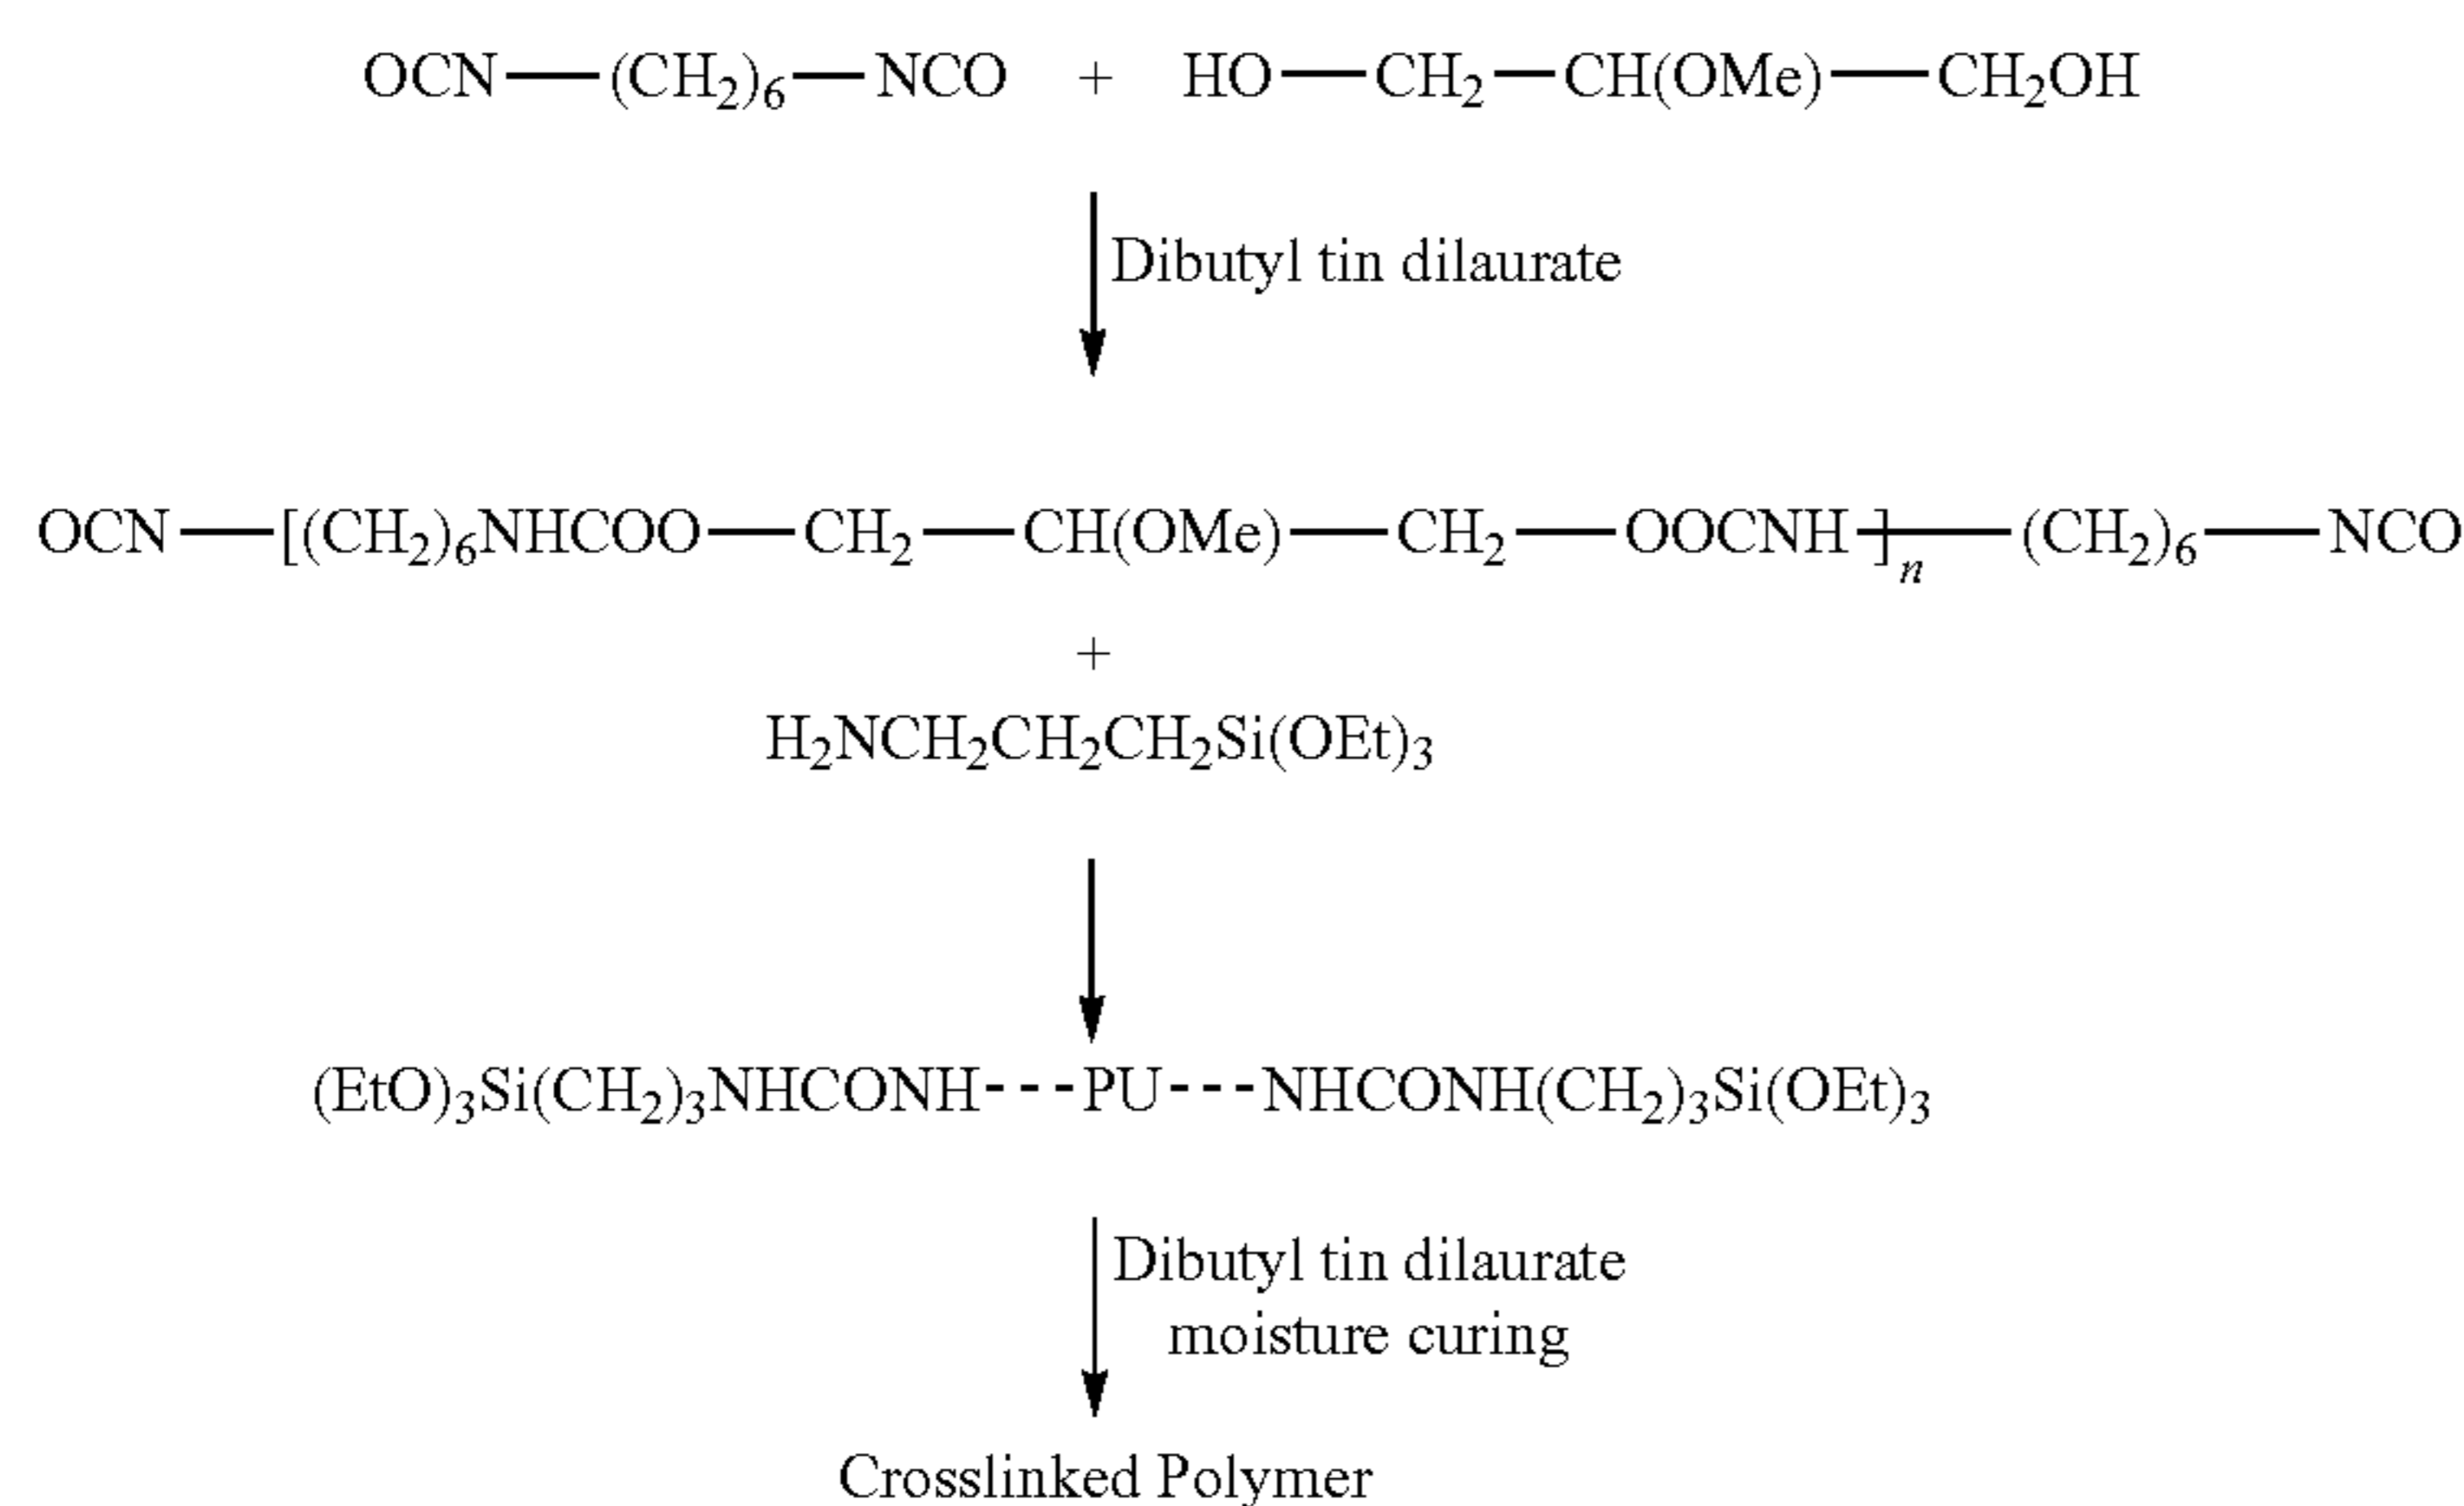 OCN—(CH₂)₆—NCO + HO—CH₂—CH(OMe)—CH₂OH
Dibutyl tin dilaurate
OCN—[(CH₂)₆NHCOO—CH₂—CH(OMe)—CH₂—OOCNH]ₙ—(CH₂)₆—NCO
+
H₂NCH₂CH₂CH₂Si(OEt)₃
(EtO)₃Si(CH₂)₃NHCONH---PU---NHCONH(CH₂)₃Si(OEt)₃
Dibutyl tin dilaurate
moisture curing
Crosslinked Polymer